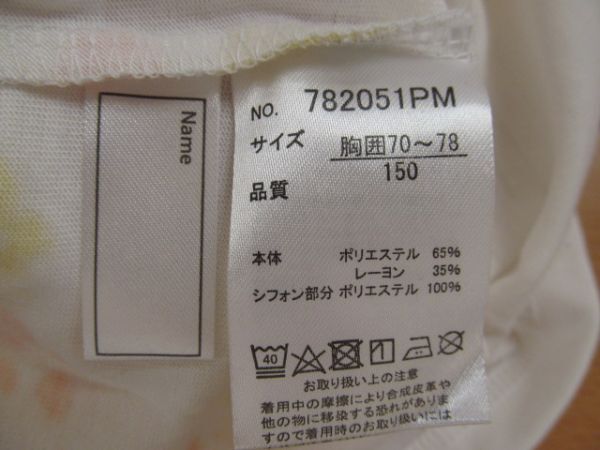 Name
NO. 782051PM
サイズ 胸囲70～78
150
品質
本体 ポリエステル 65%
レーヨン 35%
シフォン部分 ポリエステル 100%
40
お取り扱い上の注意
着用中の摩擦により合成皮革や
他の物に移染する恐れがありま
すので着用時のお取り扱いには